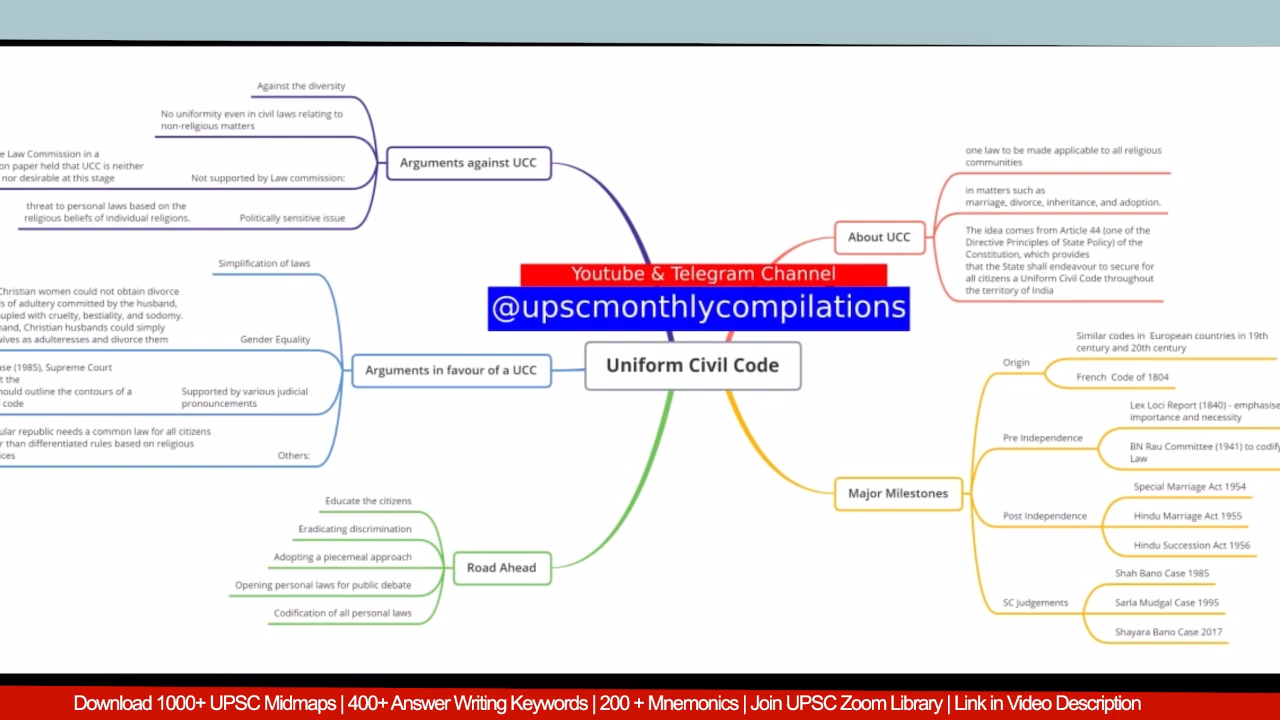 Against the diversity
No uniformity even in civil laws relating to
non-religious matters
Law Commission in a
on paper held that UCC is neither
nor desirable at this stage
Not supported by Law commission:
threat to personal laws based on the
religious beliefs of individual religions.
Politically sensitive issue
Arguments against UCC
Simplification of laws
Christian women could not obtain divorce
of adultery committed by the husband,
upled with cruelty, bestiality, and sodomy.
Christian husbands could simply
as adulteresses and divorce them
Gender Equality
(1985), Supreme Court
the
outline the contours of a
code
Supported by various judicial
pronouncements
republic needs a common law for all citizens
than differentiated rules based on religious
Others:
Arguments in favour of a UCC
Educate the citizens
Eradicating discrimination
Adopting a piecemeal approach
Opening personal laws for public debate
Codification of all personal laws
Road Ahead
Youtube & Telegram Channel
@upscmonthlycompilations
Uniform Civil Code
About UCC
one law to be made applicable to all religious
communities
in matters such as
marriage, divorce, inheritance, and adoption.
The idea comes from Article 44 (one of the
Directive Principles of State Policy) of the
Constitution, which provides
that the State shall endeavour to secure for
all citizens a Uniform Civil Code throughout
the territory of India
Major Milestones
Origin
Similar codes in European countries in 19th
century and 20th century
French Code of 1804
Pre Independence
Lex Loci Report (1840) - emphasise
importance and necessity
BN Rau Committee (1941) to codify
Law
Post Independence
Special Marriage Act 1954
Hindu Marriage Act 1955
Hindu Succession Act 1956
SC Judgements
Shah Bano Case 1985
Sarla Mudgal Case 1995
Shayara Bano Case 2017
Download 1000+ UPSC Midmaps | 400+ Answer Writing Keywords | 200 + Mnemonics | Join UPSC Zoom Library | Link in Video Description